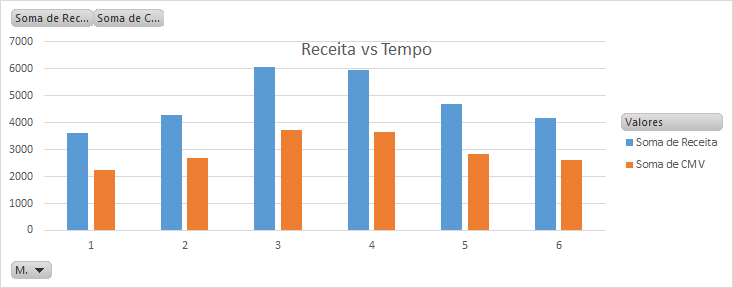 Soma de Rec... Soma de C...
Receita vs Tempo
7000
6000
5000
4000
3000
2000
1000
0
1 2 3 4 5 6
Valores
Soma de Receita
Soma de CMV
M.